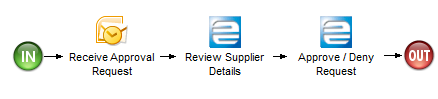 IN
Receive Approval
Request
Review Supplier
Details
Approve / Deny
Request
OUT